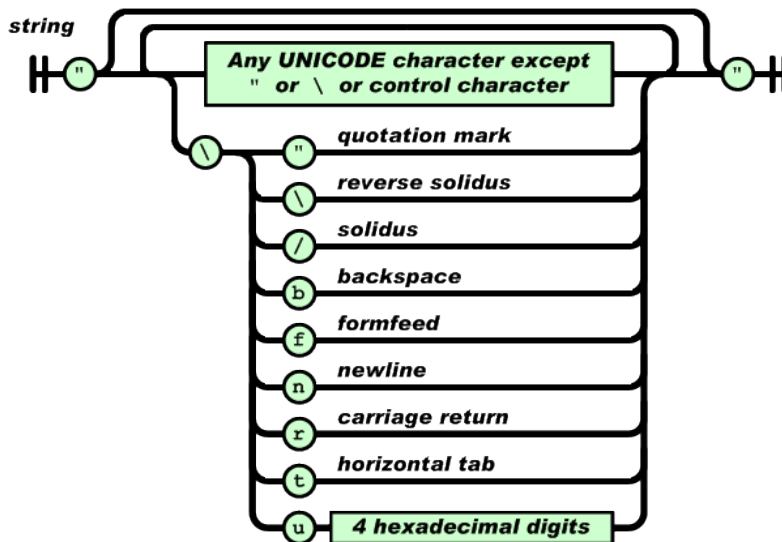 string
" Any UNICODE character except "
" or \ or control character
\ " quotation mark
\ reverse solidus
/ solidus
b backspace
f formfeed
n newline
r carriage return
t horizontal tab
u 4 hexadecimal digits